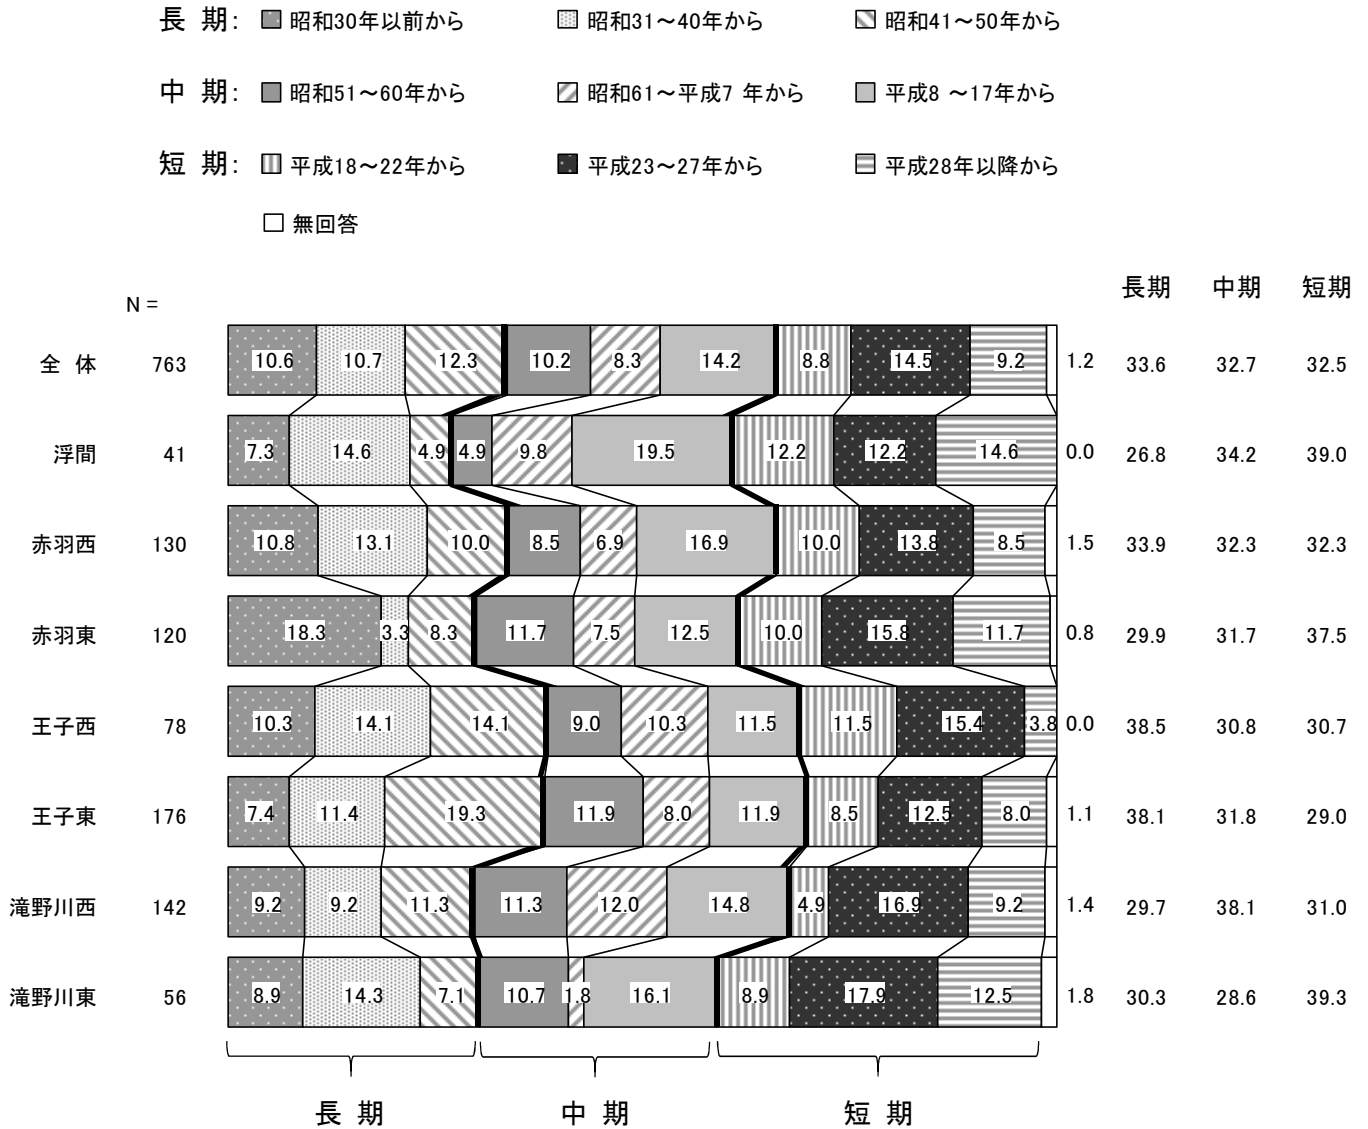 長 期： 昭和30年以前から 昭和31～40年から 昭和41～50年から
中 期： 昭和51～60年から 昭和61～平成7 年から 平成8 ～17年から
短 期： 平成18～22年から 平成23～27年から 平成28年以降から
無回答
長期 中期 短期
N =
全 体 763 10.6 10.7 12.3 10.2 8.3 14.2 8.8 14.5 9.2 1.2 33.6 32.7 32.5
浮間 41 7.3 14.6 4.9 4.9 9.8 19.5 12.2 12.2 14.6 0.0 26.8 34.2 39.0
赤羽西 130 10.8 13.1 10.0 8.5 6.9 16.9 10.0 13.8 8.5 1.5 33.9 32.3 32.3
赤羽東 120 18.3 3.3 8.3 11.7 7.5 12.5 10.0 15.8 11.7 0.8 29.9 31.7 37.5
王子西 78 10.3 14.1 14.1 9.0 10.3 11.5 11.5 15.4 3.8 0.0 38.5 30.8 30.7
王子東 176 7.4 11.4 19.3 11.9 8.0 11.9 8.5 12.5 8.0 1.1 38.1 31.8 29.0
滝野川西 142 9.2 9.2 11.3 11.3 12.0 14.8 4.9 16.9 9.2 1.4 29.7 38.1 31.0
滝野川東 56 8.9 14.3 7.1 10.7 1.8 16.1 8.9 17.9 12.5 1.8 30.3 28.6 39.3
長 期 中 期 短 期